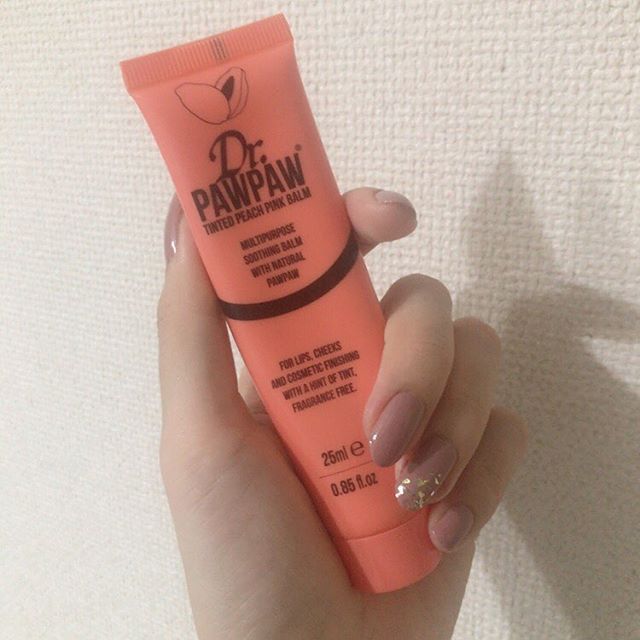 Dr.
PAWPAW®
TINTED PEACH PINK BALM
MULTIPURPOSE
SOOTHING BALM
WITH NATURAL
PAWPAW
FOR LIPS, CHEEKS
AND COSMETIC FINISHING
WITH A HINT OF TINT,
FRAGRANCE FREE.
25ml ℮
0.85 fl.oz